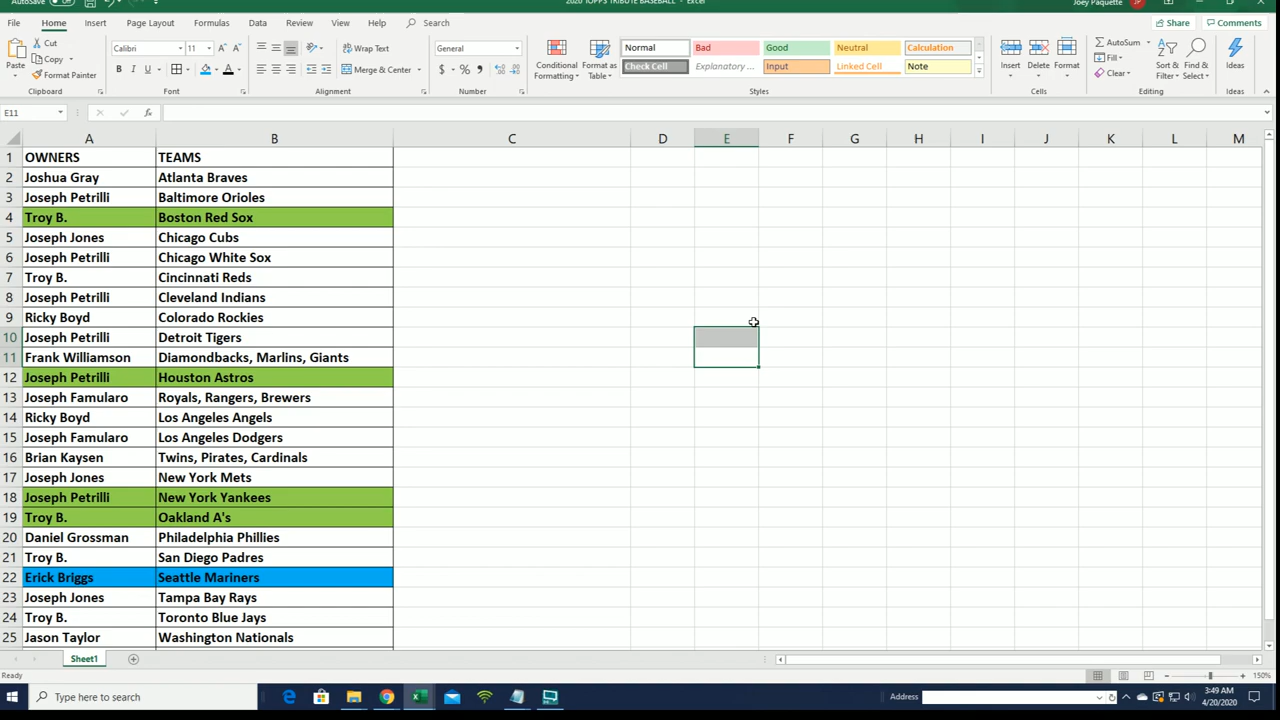 AutoSave
2020 TOPPS TRIBUTE BASEBALL - Excel
Joey Paquette
JP
File Home Insert Page Layout Formulas Data Review View Help Search Share Comments
Paste Cut Copy Format Painter Clipboard
Calibri 11 B I U A A Font
Wrap Text Merge & Center Alignment
General $ % Number
Conditional Formatting Format as Table
Normal Bad Good Neutral Calculation
Check Cell Explanatory ... Input Linked Cell Note
Styles
Insert Delete Format Cells
AutoSum Fill Clear Sort & Filter Find & Select Editing
Ideas Ideas
E11 fx
A B C D E F G H I J K L M
1 OWNERS TEAMS
2 Joshua Gray Atlanta Braves
3 Joseph Petrilli Baltimore Orioles
4 Troy B. Boston Red Sox
5 Joseph Jones Chicago Cubs
6 Joseph Petrilli Chicago White Sox
7 Troy B. Cincinnati Reds
8 Joseph Petrilli Cleveland Indians
9 Ricky Boyd Colorado Rockies
10 Joseph Petrilli Detroit Tigers
11 Frank Williamson Diamondbacks, Marlins, Giants
12 Joseph Petrilli Houston Astros
13 Joseph Famularo Royals, Rangers, Brewers
14 Ricky Boyd Los Angeles Angels
15 Joseph Famularo Los Angeles Dodgers
16 Brian Kaysen Twins, Pirates, Cardinals
17 Joseph Jones New York Mets
18 Joseph Petrilli New York Yankees
19 Troy B. Oakland A's
20 Daniel Grossman Philadelphia Phillies
21 Troy B. San Diego Padres
22 Erick Briggs Seattle Mariners
23 Joseph Jones Tampa Bay Rays
24 Troy B. Toronto Blue Jays
25 Jason Taylor Washington Nationals
Sheet1
Ready 150%
Type here to search Address 3:49 AM
4/20/2020